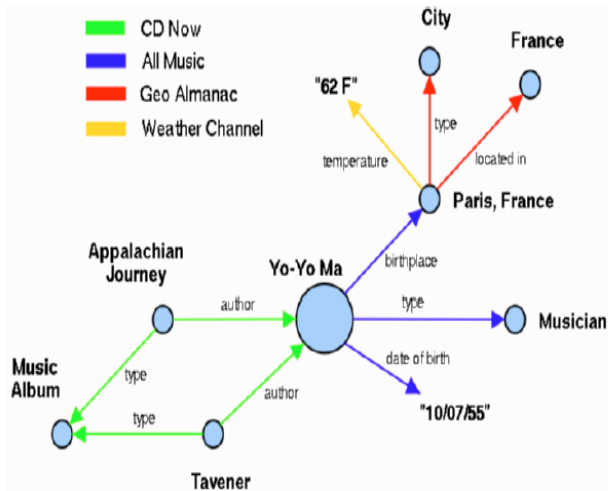 CD Now
All Music
Geo Almanac
Weather Channel
City
France
"62 F"
type
temperature
located in
Paris, France
Appalachian
Journey
Yo-Yo Ma
birthplace
author
type
Musician
date of birth
Music
Album
type
author
"10/07/55"
type
Tavener